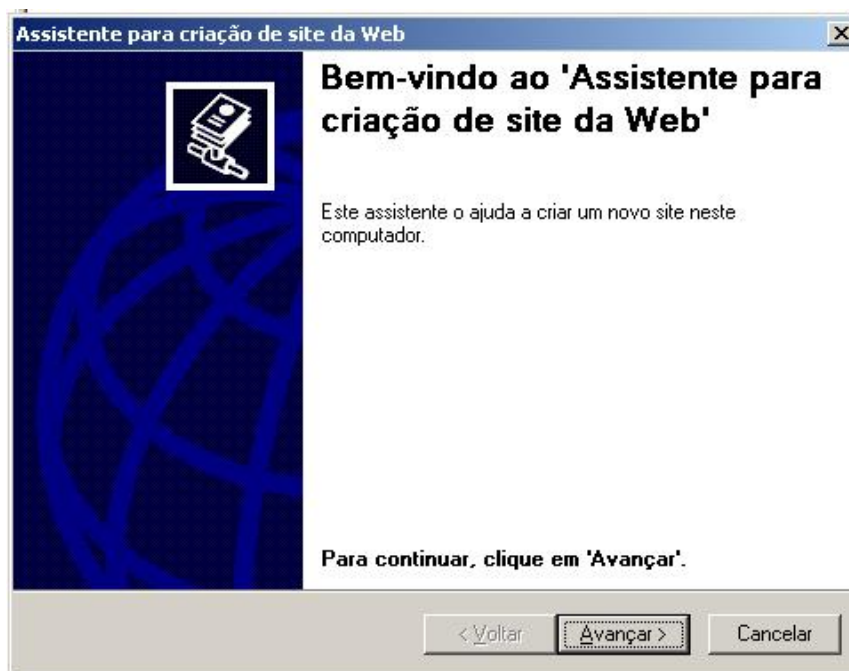 Assistente para criação de site da Web
Bem-vindo ao 'Assistente para
criação de site da Web'
Este assistente o ajuda a criar um novo site neste
computador.
Para continuar, clique em 'Avançar'.
< Voltar
Avançar >
Cancelar